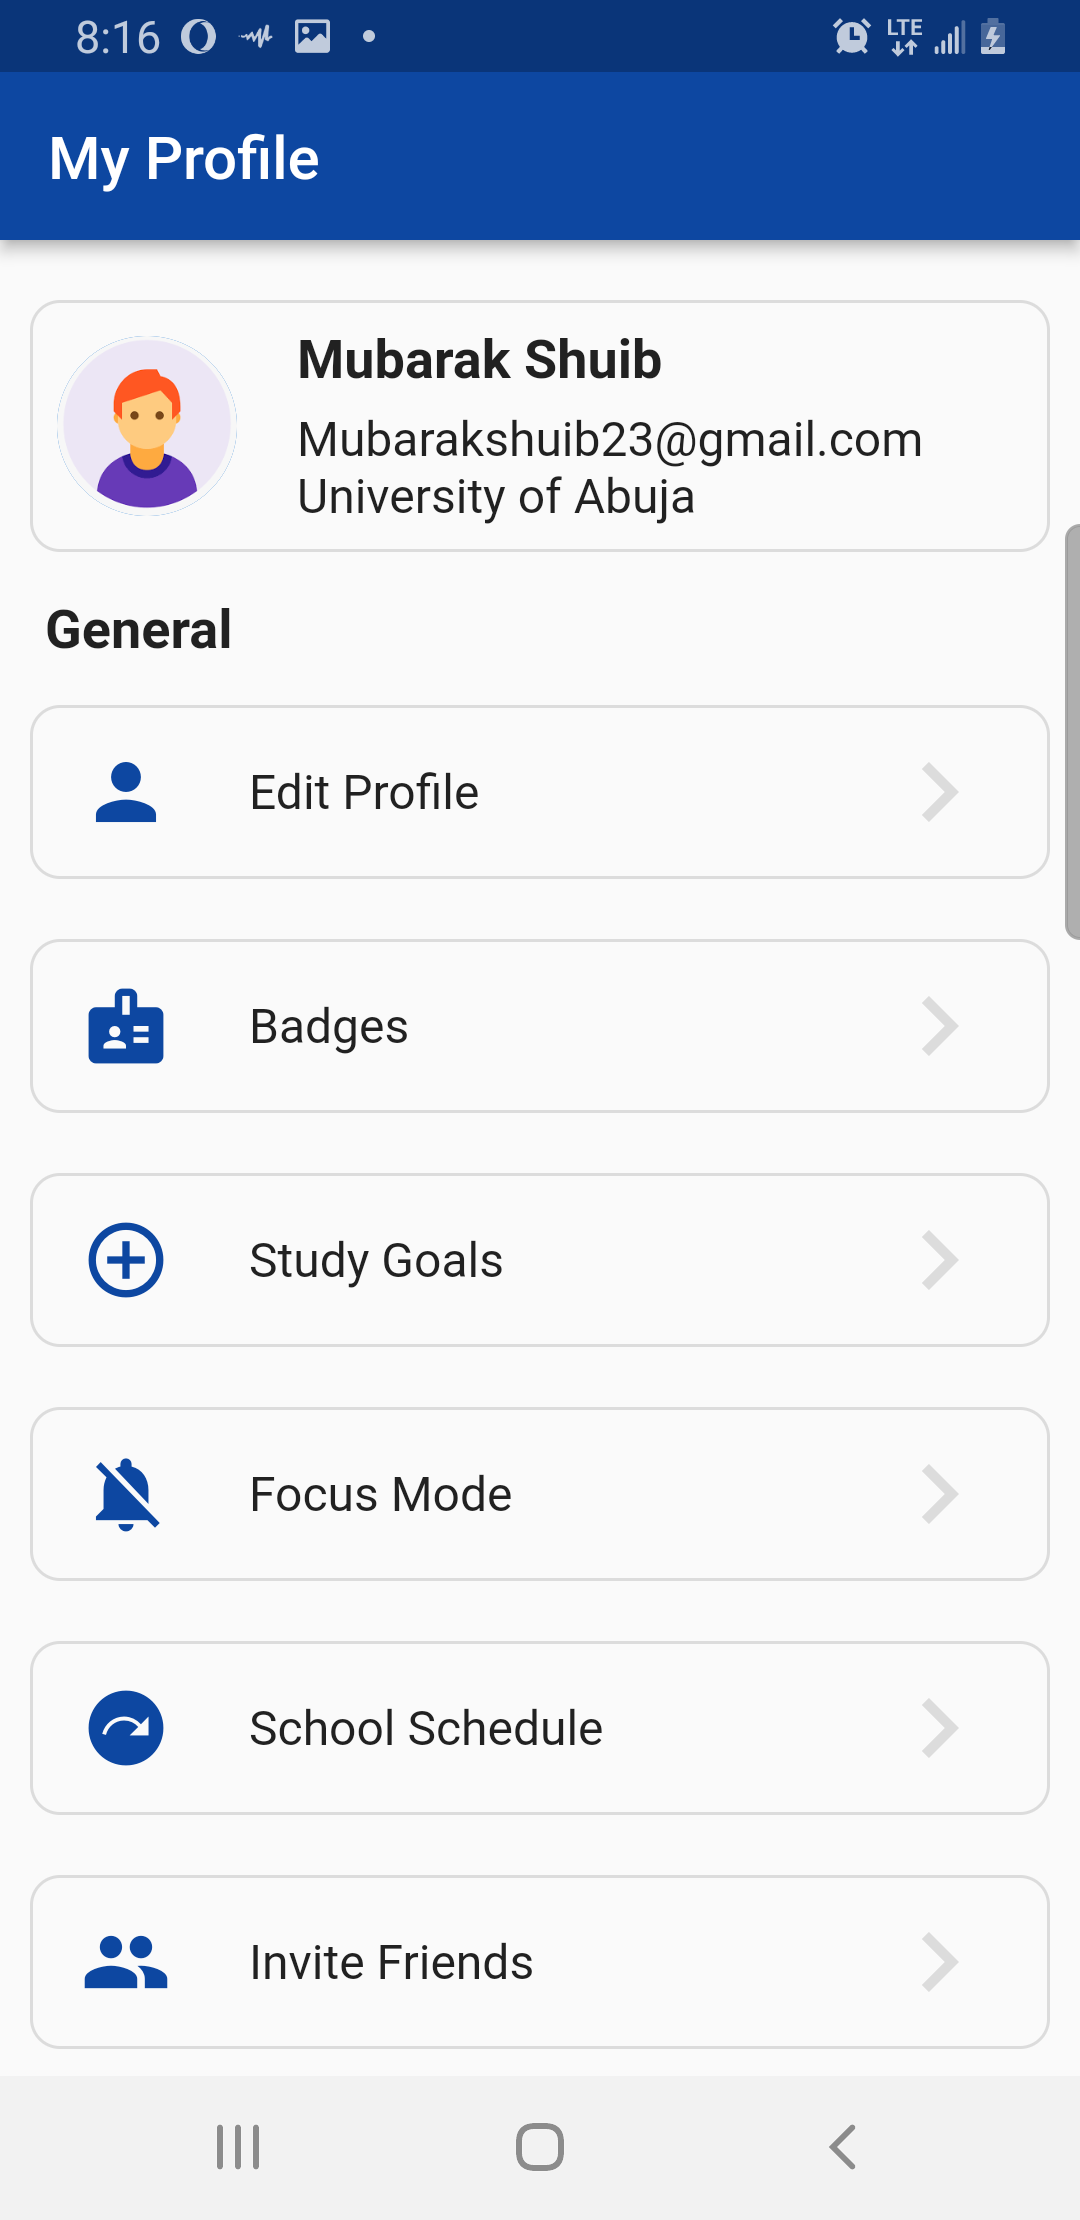 8:16
LTE
My Profile
Mubarak Shuib
Mubarakshuib23@gmail.com
University of Abuja
General
Edit Profile
Badges
Study Goals
Focus Mode
School Schedule
Invite Friends